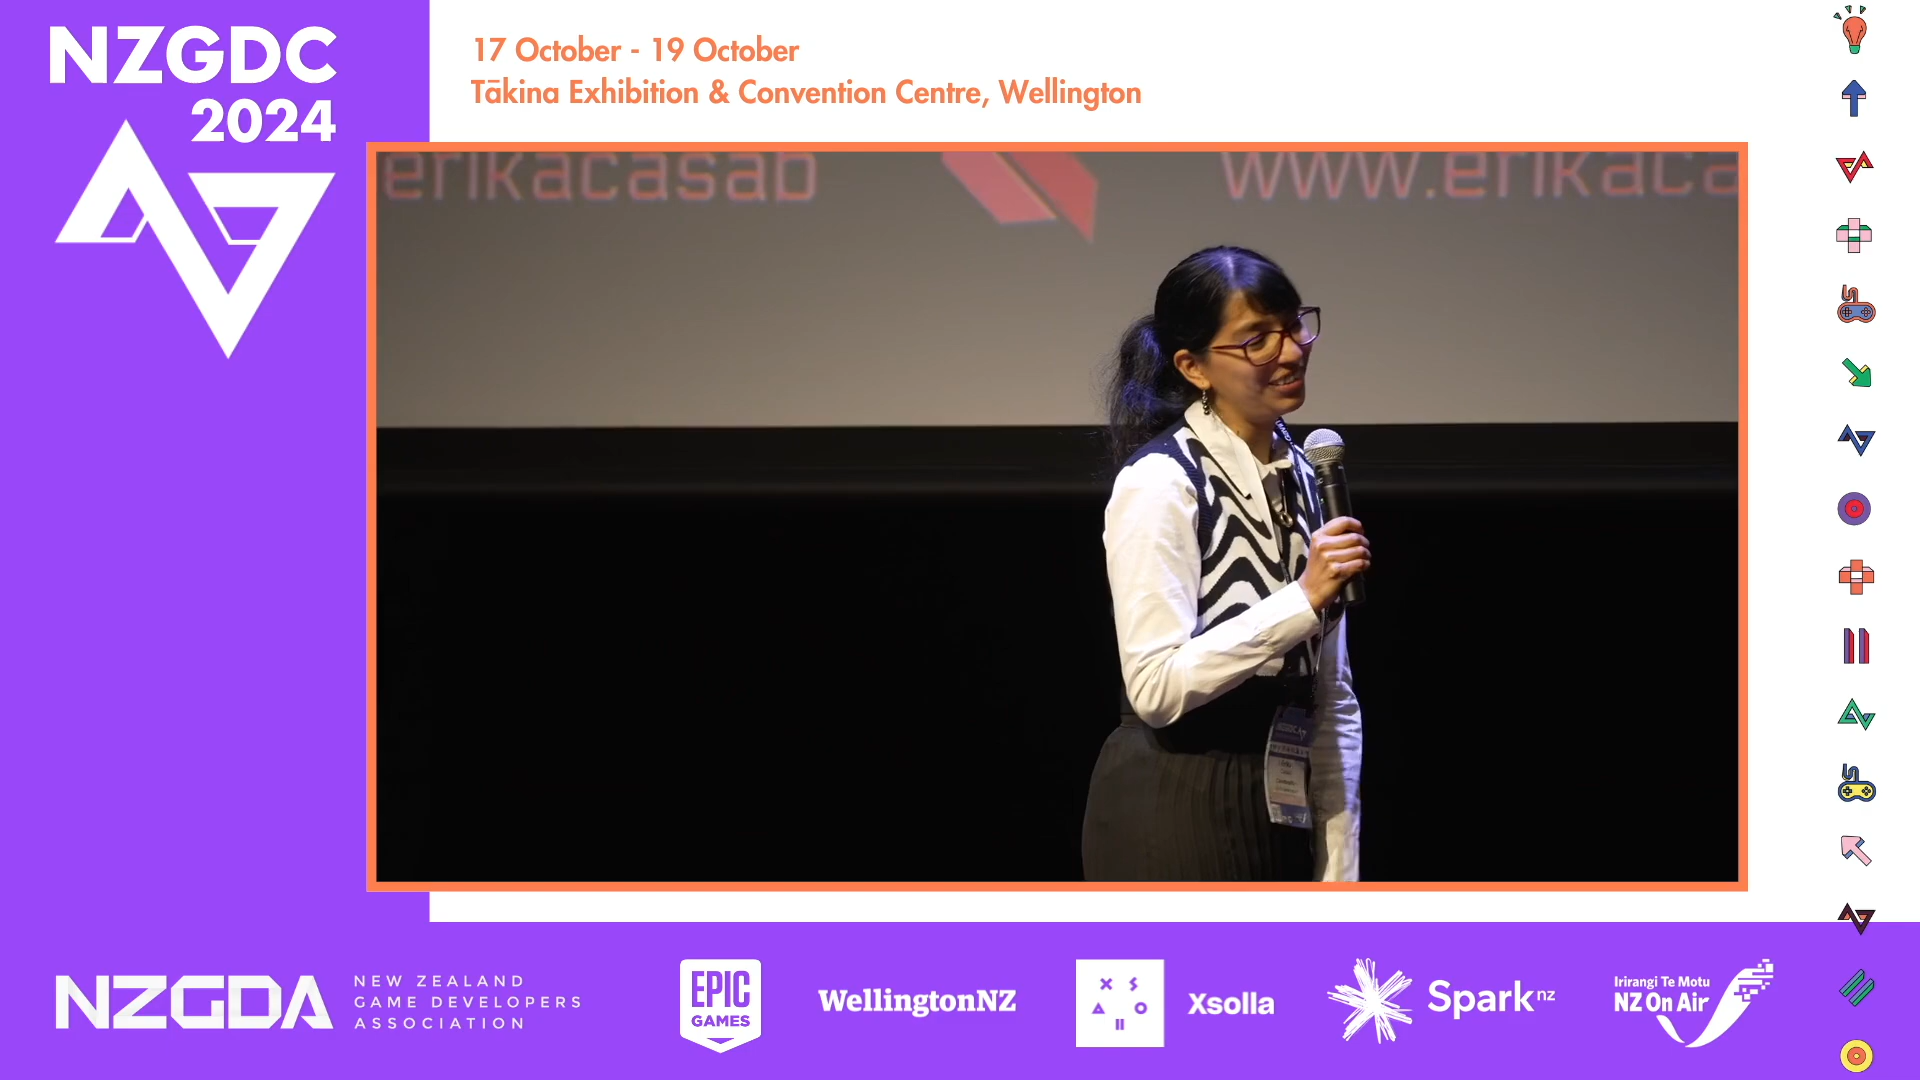 NZGDC
2024
17 October - 19 October
Tākina Exhibition & Convention Centre, Wellington
erikacasab
www.erikaca
NZGDA
NEW ZEALAND
GAME DEVELOPERS
ASSOCIATION
EPIC
GAMES
WellingtonNZ
XSOLLA
Xsolla
Spark nz
Irirangi Te Motu
NZ On Air